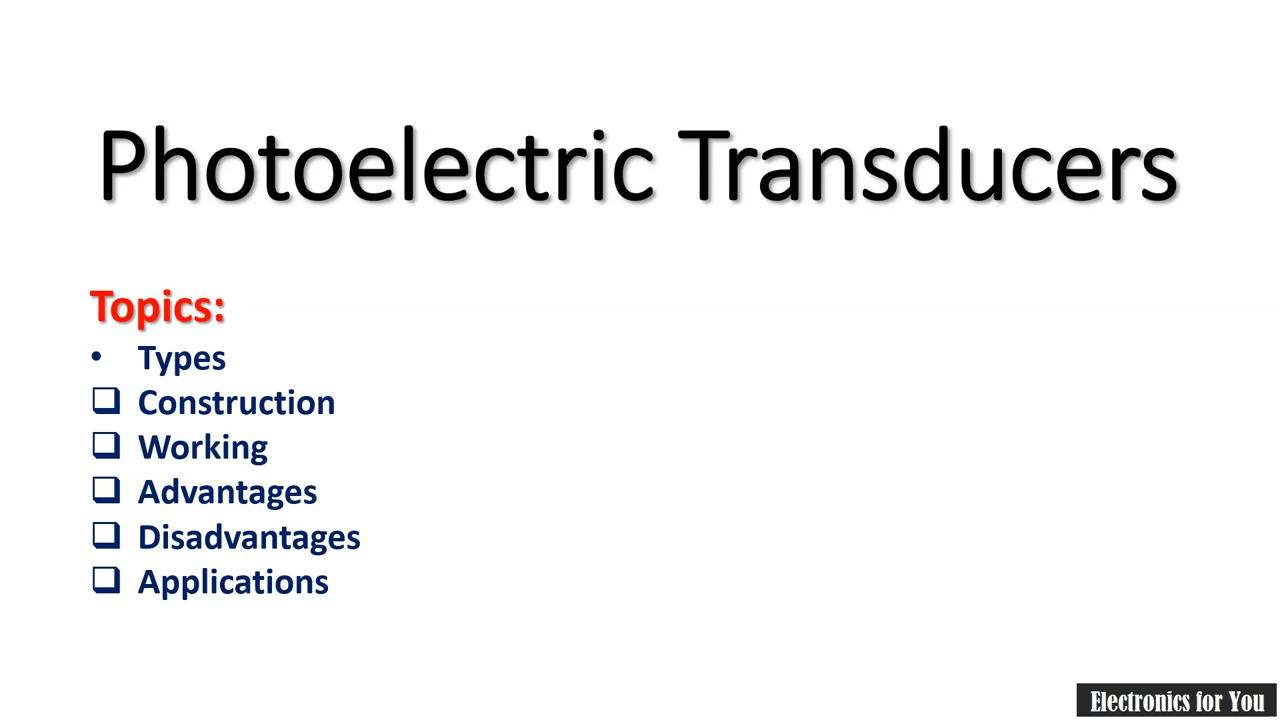 Photoelectric Transducers
Topics:
• Types
❑ Construction
❑ Working
❑ Advantages
❑ Disadvantages
❑ Applications
Electronics for You